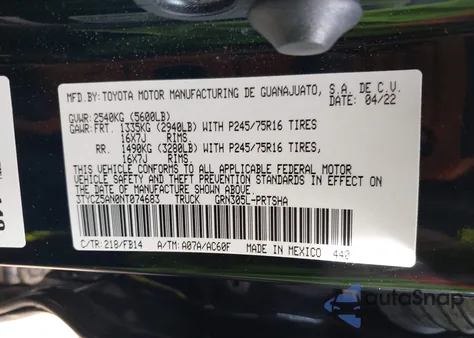 MFD.BY: TOYOTA MOTOR MANUFACTURING DE GUANAJUATO, S.A. DE C.V.
04/22
GVWR: 2540KG (5600LB)
GAWR: FRT. 1335KG (2940LB) WITH P245/75R16 TIRES
16X7J RIMS.
RR. 1490KG (3280LB) WITH P245/75R16 TIRES,
16X7J RIMS.
THIS VEHICLE CONFORMS TO ALL APPLICABLE FEDERAL MOTOR
VEHICLE SAFETY AND THEFT PREVENTION STANDARDS IN EFFECT ON
THE DATE OF MANUFACTURE SHOWN ABOVE.
3TYCZ5AN0NT074683 TRUCK GRN305L-PRTSHA
C/TR: 218/FB14 A/TM: A07A/AC60F MADE IN MEXICO 440
autoSnap